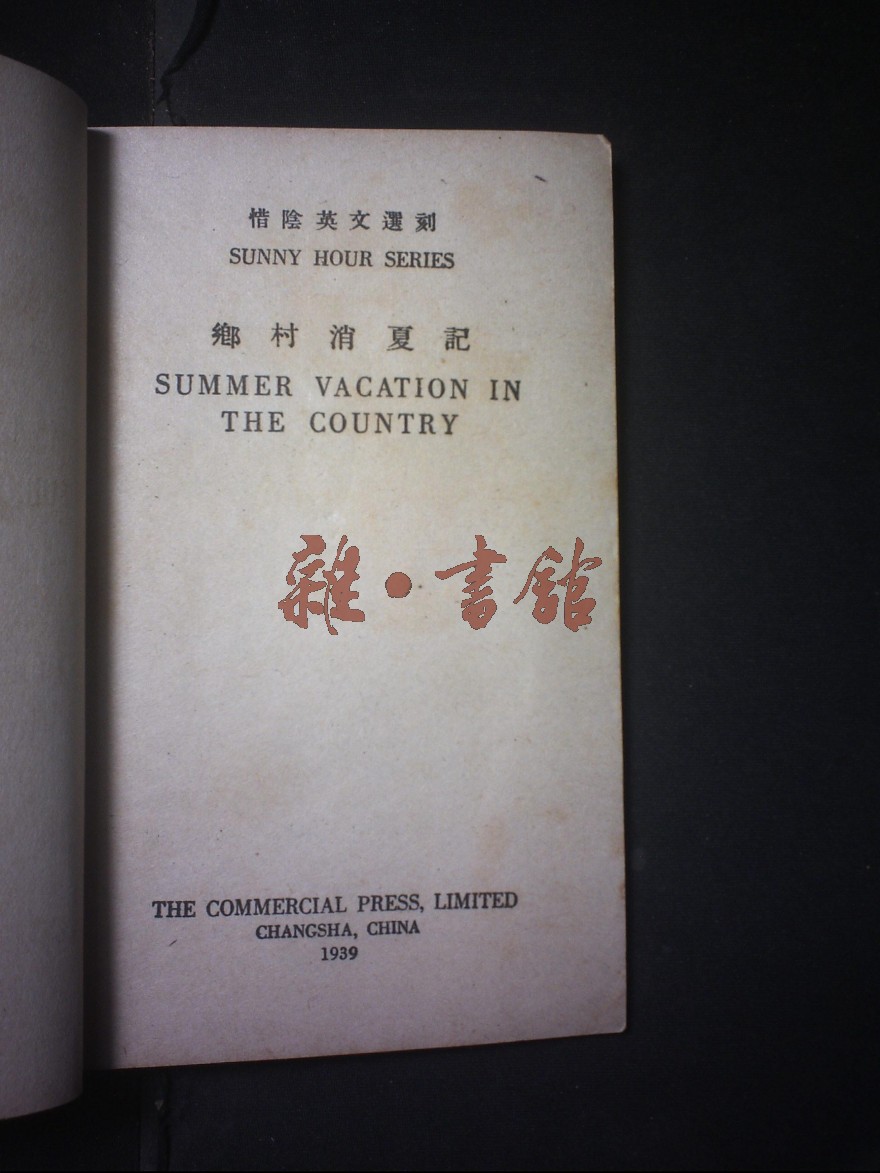 惜陰英文選刻
SUNNY HOUR SERIES
鄉村消夏記
SUMMER VACATION IN
THE COUNTRY
雜·書館
THE COMMERCIAL PRESS, LIMITED
CHANGSHA, CHINA
1939